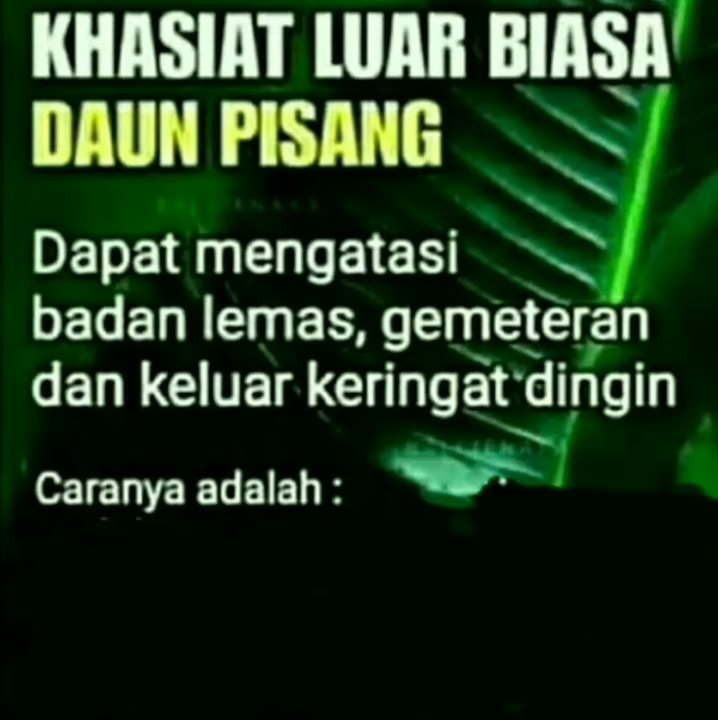 KHASIAT LUAR BIASA
DAUN PISANG
Dapat mengatasi
badan lemas, gemeteran
dan keluar keringat dingin
Caranya adalah :